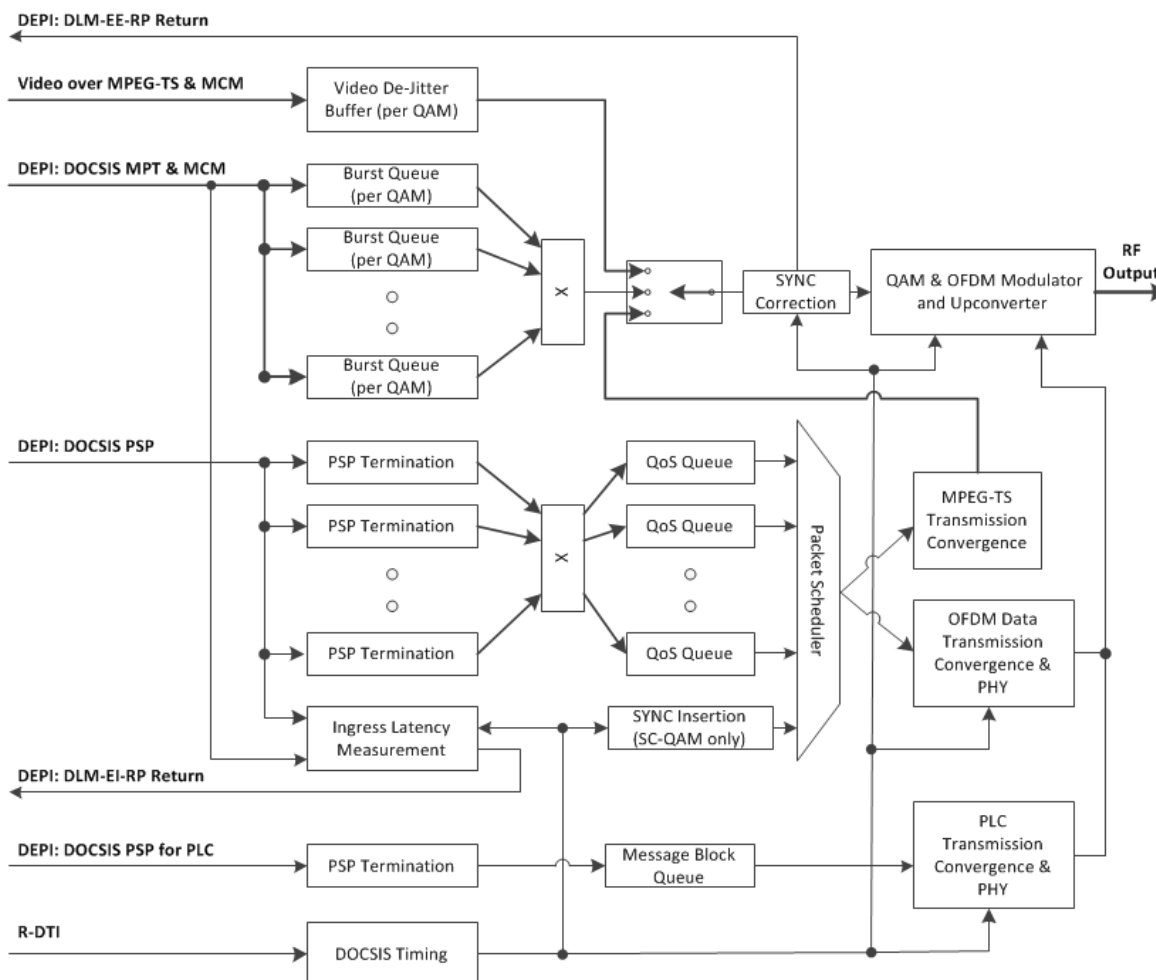 DEPI: DLM-EE-RP Return
Video over MPEG-TS & MCM
Video De-Jitter
Buffer (per QAM)
DEPI: DOCSIS MPT & MCM
Burst Queue
(per QAM)
Burst Queue
(per QAM)
Burst Queue
(per QAM)
X
SYNC
Correction
QAM & OFDM Modulator
and Upconverter
RF
Output
DEPI: DOCSIS PSP
PSP Termination
PSP Termination
PSP Termination
X
QoS Queue
QoS Queue
QoS Queue
Packet Scheduler
MPEG-TS
Transmission
Convergence
OFDM Data
Transmission
Convergence &
PHY
Ingress Latency
Measurement
SYNC Insertion
(SC-QAM only)
DEPI: DLM-EI-RP Return
DEPI: DOCSIS PSP for PLC
PSP Termination
Message Block
Queue
PLC
Transmission
Convergence &
PHY
R-DTI
DOCSIS Timing